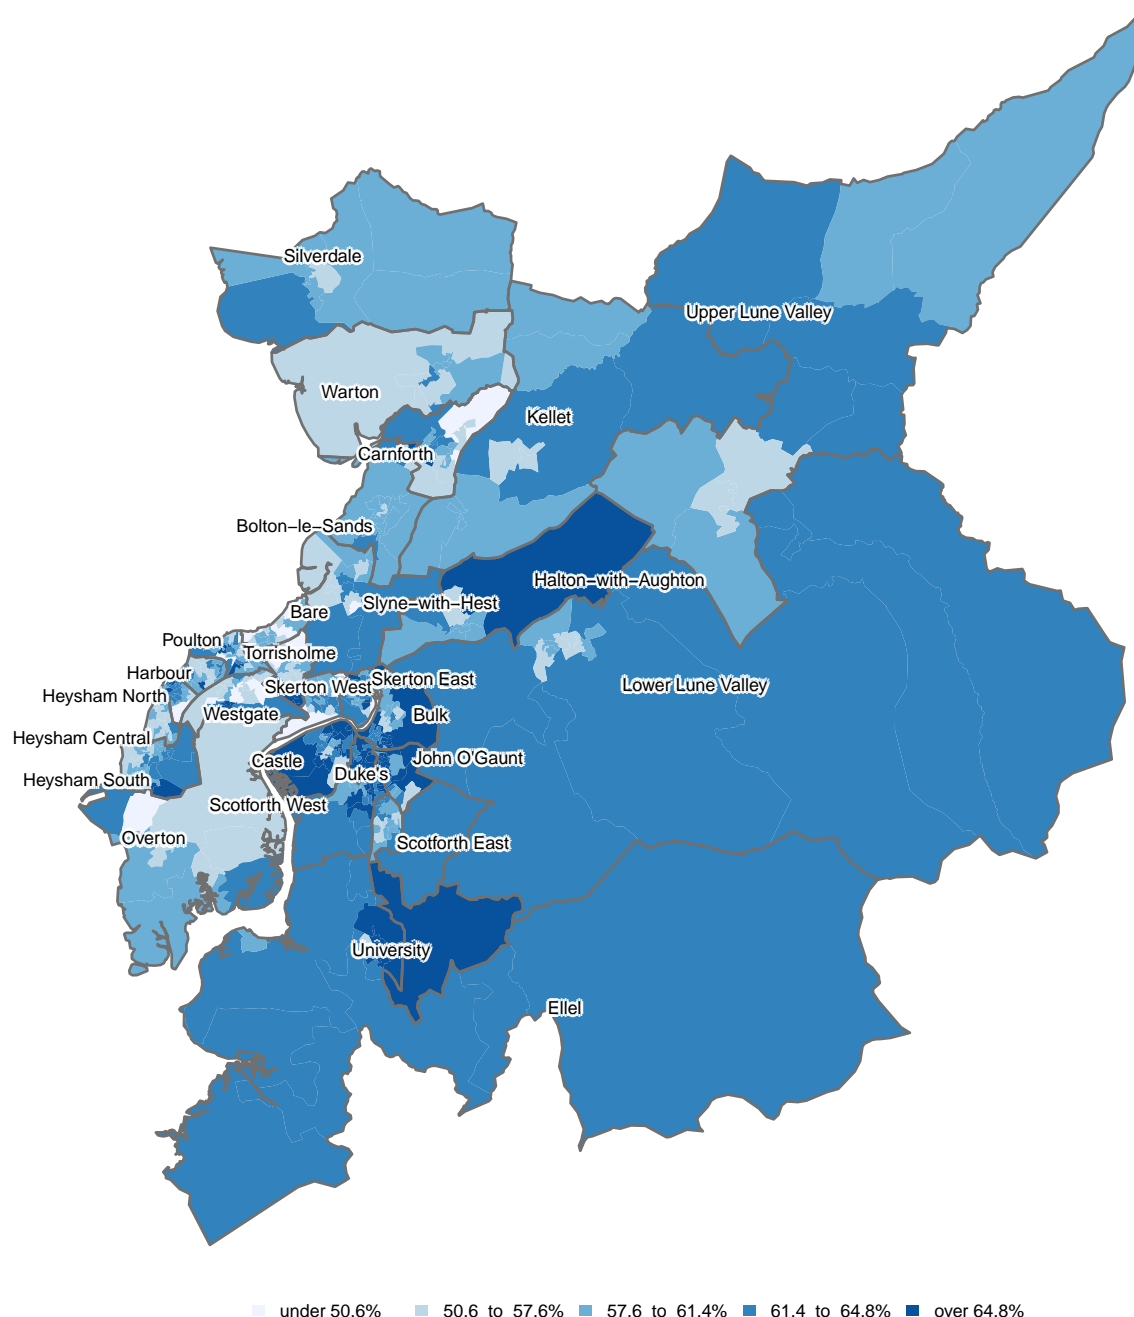 Silverdale
Upper Lune Valley
Warton
Kellet
Carnforth
Bolton–le–Sands
Halton–with–Aughton
Slyne–with–Hest
Bare
Poulton
Torrisholme
Harbour
Skerton East
Lower Lune Valley
Skerton West
Heysham North
Westgate
Bulk
Heysham Central
Castle
John O'Gaunt
Duke's
Heysham South
Scotforth West
Overton
Scotforth East
University
Ellel
under 50.6% 50.6 to 57.6% 57.6 to 61.4% 61.4 to 64.8% over 64.8%